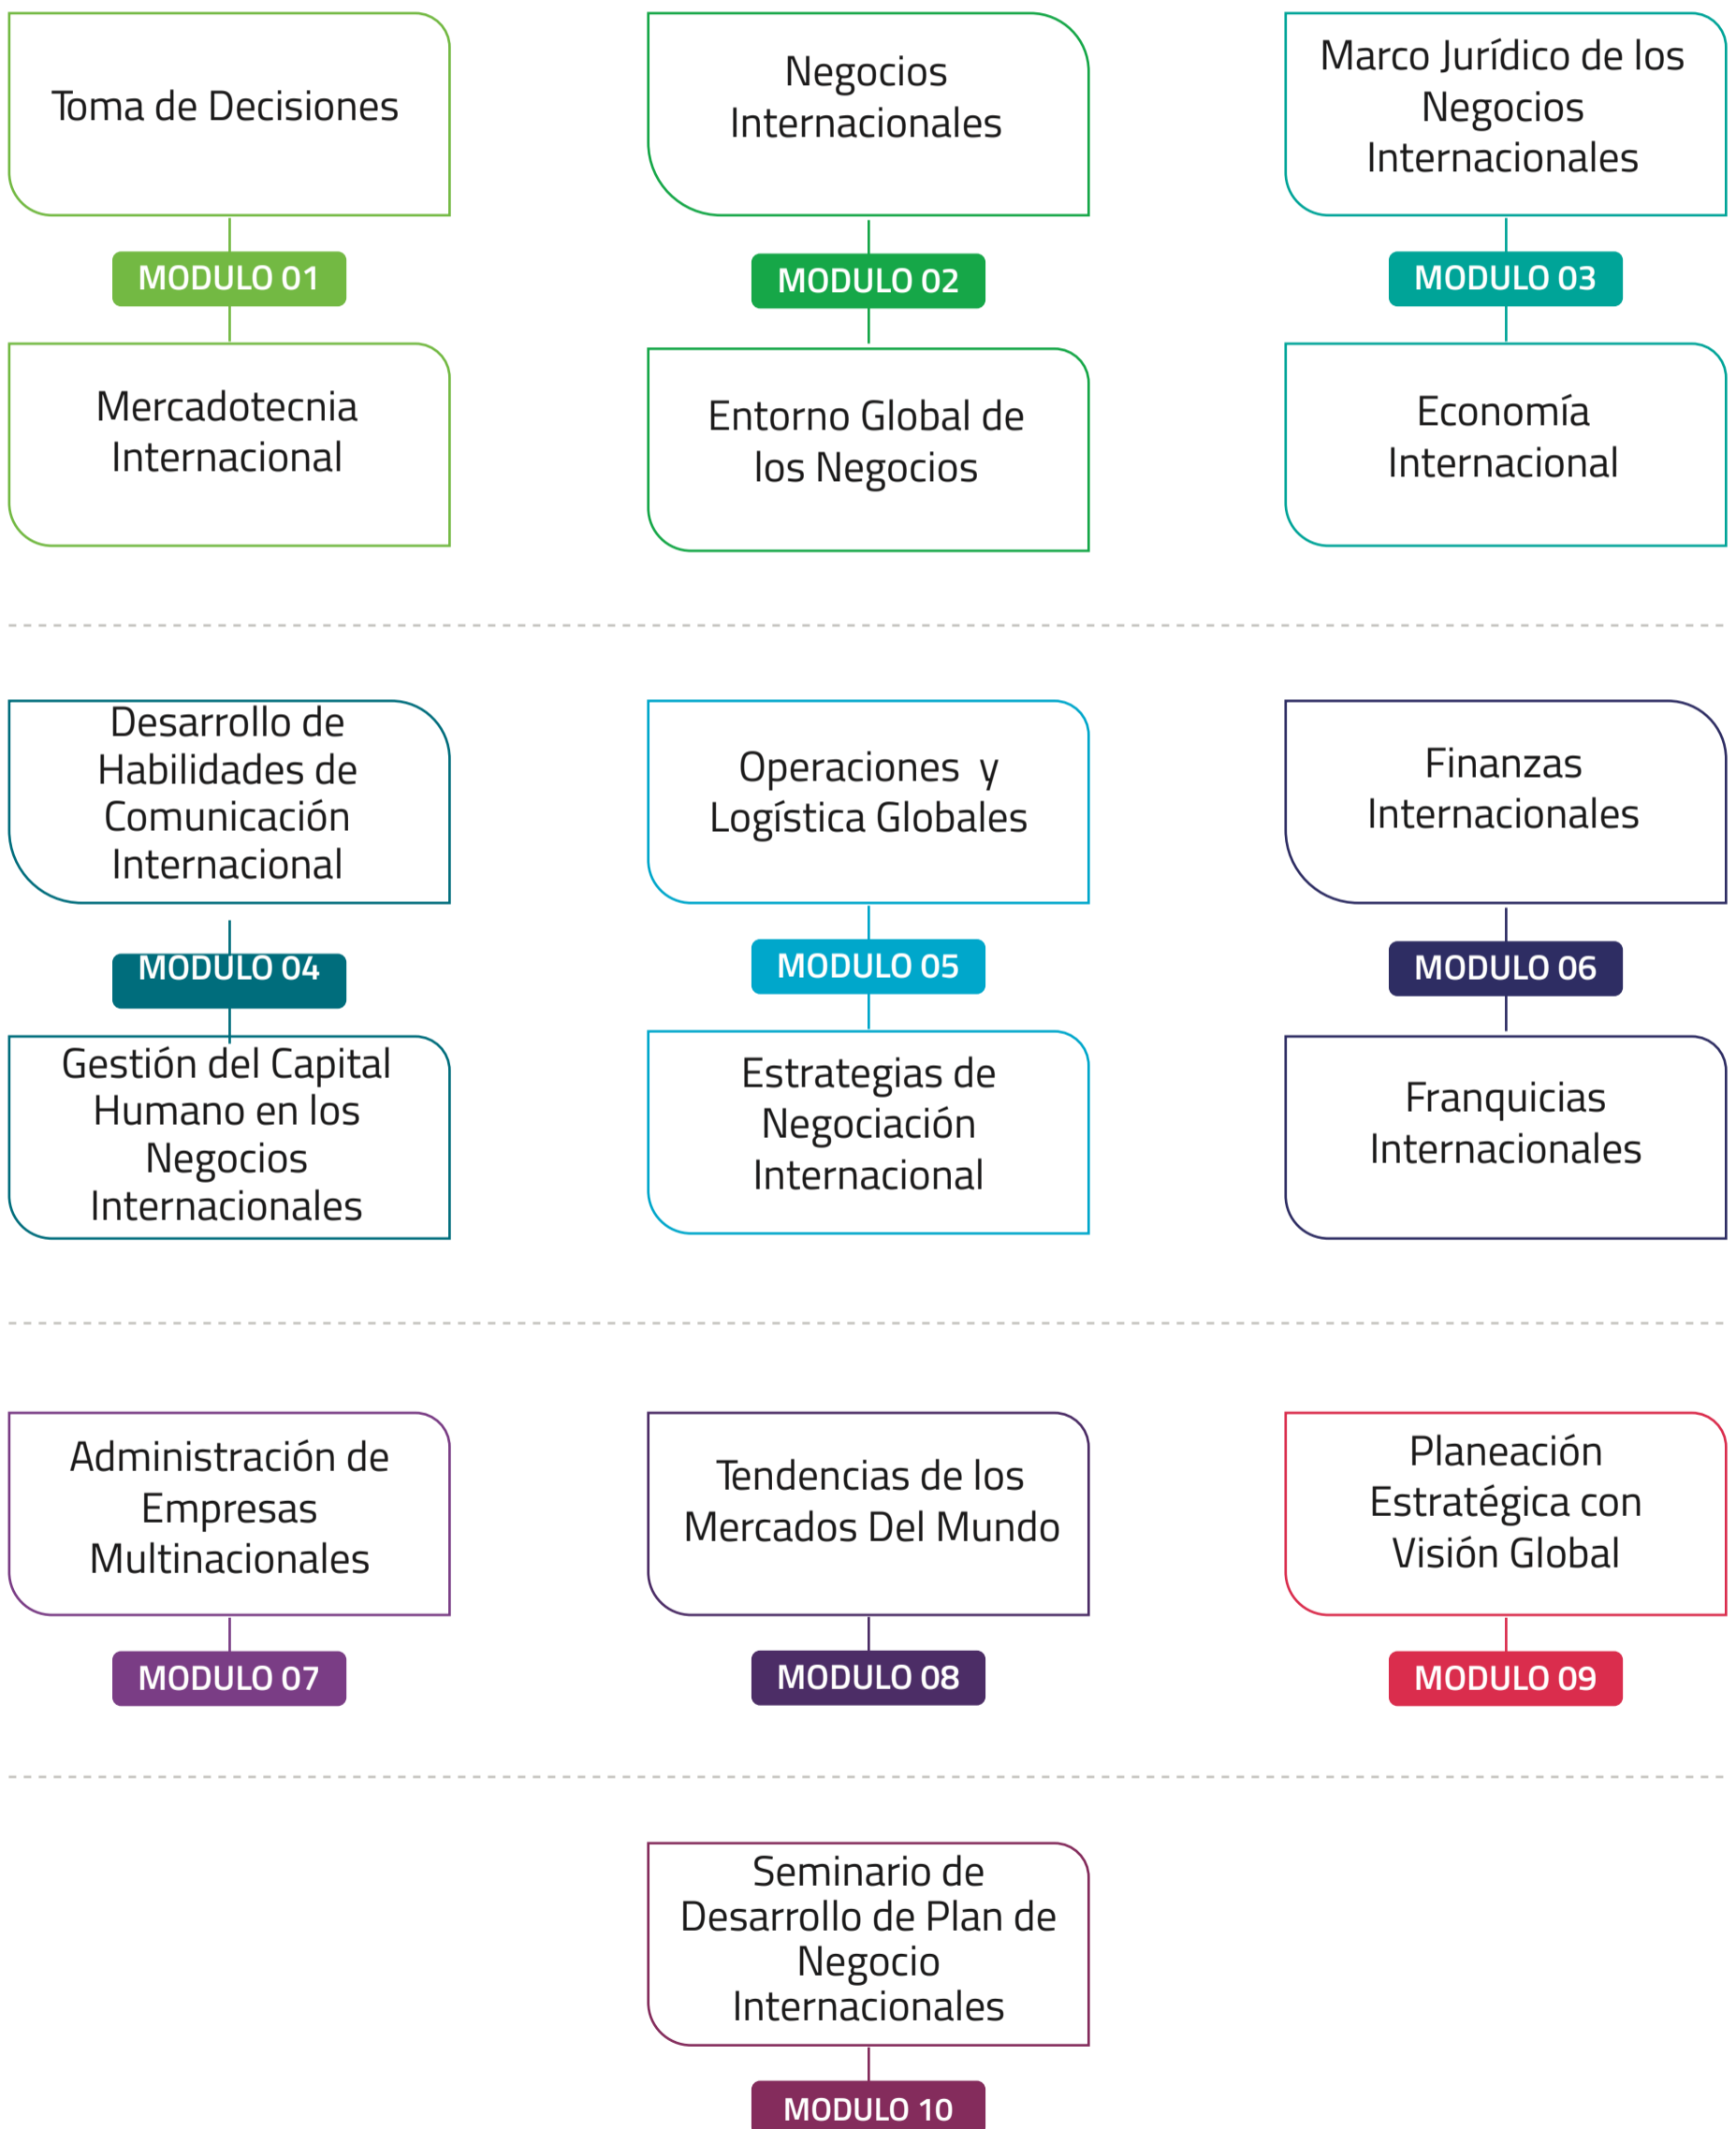 Toma de Decisiones
MODULO 01
Mercadotecnia
Internacional
Negocios
Internacionales
MODULO 02
Entorno Global de
los Negocios
Marco Jurídico de los
Negocios
Internacionales
MODULO 03
Economía
Internacional
Desarrollo de
Habilidades de
Comunicación
Internacional
MODULO 04
Gestión del Capital
Humano en los
Negocios
Internacionales
Operaciones y
Logística Globales
MODULO 05
Estrategias de
Negociación
Internacional
Finanzas
Internacionales
MODULO 06
Franquicias
Internacionales
Administración de
Empresas
Multinacionales
MODULO 07
Tendencias de los
Mercados Del Mundo
MODULO 08
Planeación
Estratégica con
Visión Global
MODULO 09
Seminario de
Desarrollo de Plan de
Negocio
Internacionales
MODULO 10